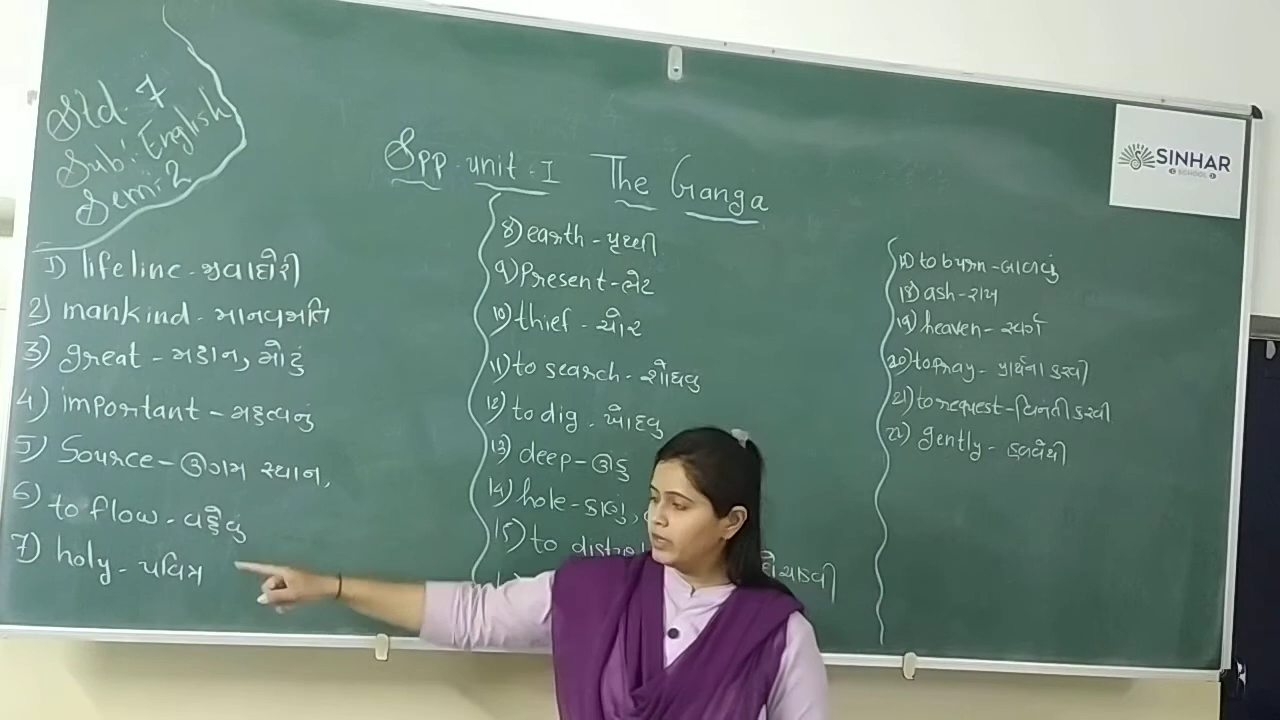 Std. 7
Sub: English
Sem: 2
Spp. unit. I The Ganga
1) lifeline - જીવાદોરી
2) mankind - માનવજાતિ
3) great - મહાન, મોટું
4) important - મહત્વનું
5) Source - ઊગમ સ્થાન,
6) to flow - વહેવું
7) holy - પવિત્ર
8) earth - પૃથ્વી
9) Present - ભેટ
10) thief - ચોર
11) to search - શોધવુ
12) to dig - ખોદવુ
13) deep - ઊંડુ
14) hole - કાણું,
15) to
to burn - બાળવું
18) ash - રાખ
19) heaven - સ્વર્ગ
20) to pray - પ્રાર્થના કરવી
21) to request - વિનંતી કરવી
22) gently - હળવેથી
SINHAR
SCHOOL